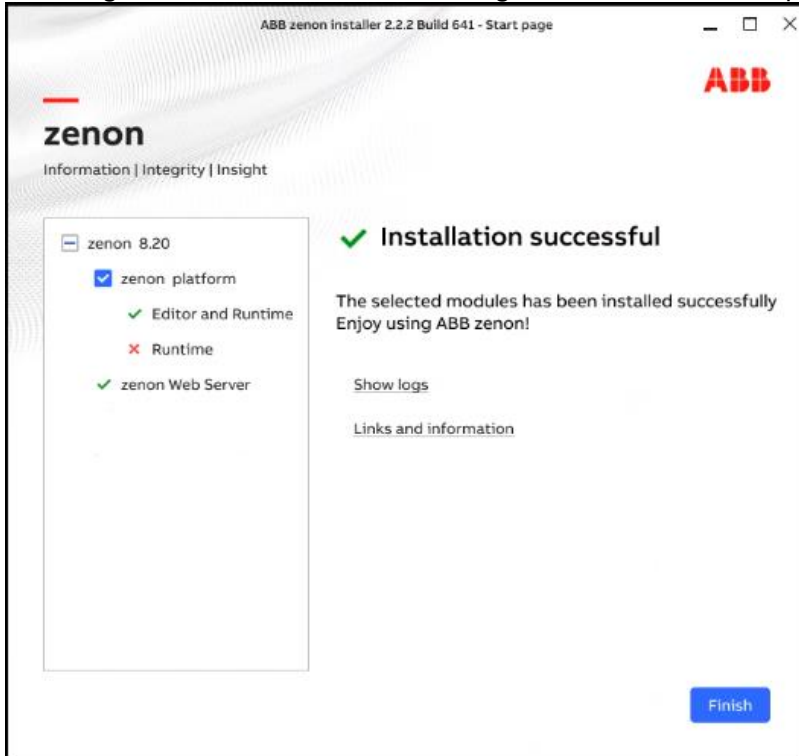 ABB zenon installer 2.2.2 Build 641 - Start page
ABB
zenon
Information | Integrity | Insight
zenon 8.20
zenon platform
Editor and Runtime
Runtime
zenon Web Server
Installation successful
The selected modules has been installed successfully
Enjoy using ABB zenon!
Show logs
Links and information
Finish